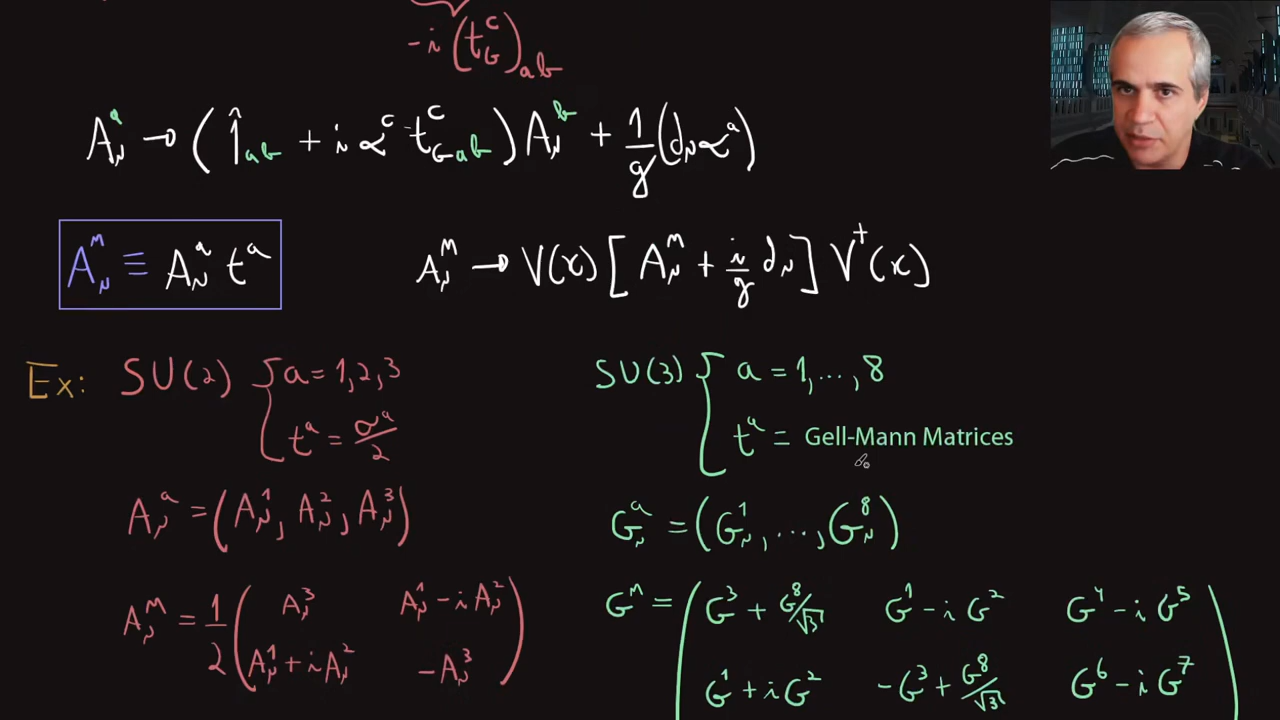 -i (t_G^c)_ab
A_μ^a → (1̂_ab + i α^c t_G^c_ab) A_μ^b + 1/g (∂_μ α^a)
A_μ^M ≡ A_μ^a t^a
A_μ^M → V(x) [A_μ^M + i/g ∂_μ] V†(x)
Ex: SU(2) { a = 1, 2, 3
t^a = σ^a/2
SU(3) { a = 1, ..., 8
t^a = Gell-Mann Matrices
A_μ^a = (A_μ^1, A_μ^2, A_μ^3)
G_μ^a = (G_μ^1, ..., G_μ^8)
A_μ^M = 1/2 ( A_μ^3 A_μ^1 - i A_μ^2
A_μ^1 + i A_μ^2 -A_μ^3 )
G^M = ( G^3 + G^8/√3 G^1 - i G^2 G^4 - i G^5
G^1 + i G^2 -G^3 + G^8/√3 G^6 - i G^7